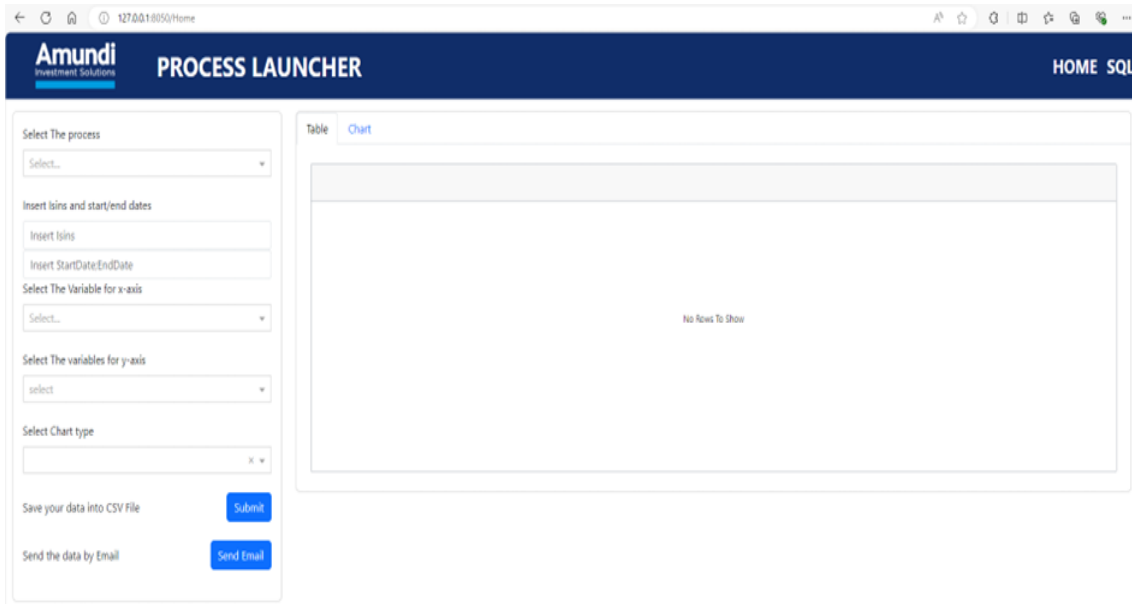 127.0.0.1:8050/Home
Amundi
Investment Solutions
PROCESS LAUNCHER
HOME SQL
Select The process
Select...
Insert Isins and start/end dates
Insert Isins
Insert StartDate:EndDate
Select The Variable for x-axis
Select...
Select The variables for y-axis
select
Select Chart type
Save your data into CSV File
Submit
Send the data by Email
Send Email
Table Chart
No Rows To Show